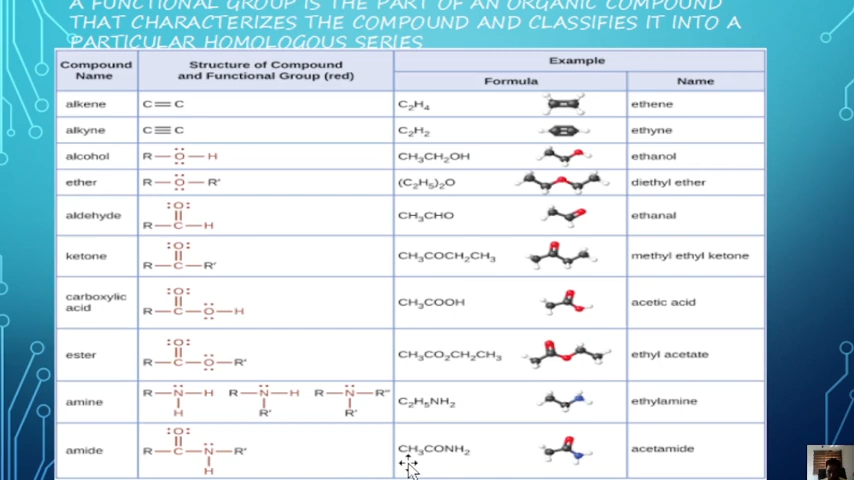 A FUNCTIONAL GROUP IS THE PART OF AN ORGANIC COMPOUND
THAT CHARACTERIZES THE COMPOUND AND CLASSIFIES IT INTO A
PARTICULAR HOMOLOGOUS SERIES
Compound Name Structure of Compound and Functional Group (red) Example
Formula Name
alkene C=C C₂H₄ ethene
alkyne C≡C C₂H₂ ethyne
alcohol R—O—H CH₃CH₂OH ethanol
ether R—O—R' (C₂H₅)₂O diethyl ether
:O:
aldehyde R—C—H CH₃CHO ethanal
:O:
ketone R—C—R' CH₃COCH₂CH₃ methyl ethyl ketone
:O:
carboxylic acid R—C—O—H CH₃COOH acetic acid
:O:
ester R—C—O—R' CH₃CO₂CH₂CH₃ ethyl acetate
amine R—N—H R—N—H R—N—R" C₂H₅NH₂ ethylamine
H R' R'
:O:
amide R—C—N—R' CH₃CONH₂ acetamide
H